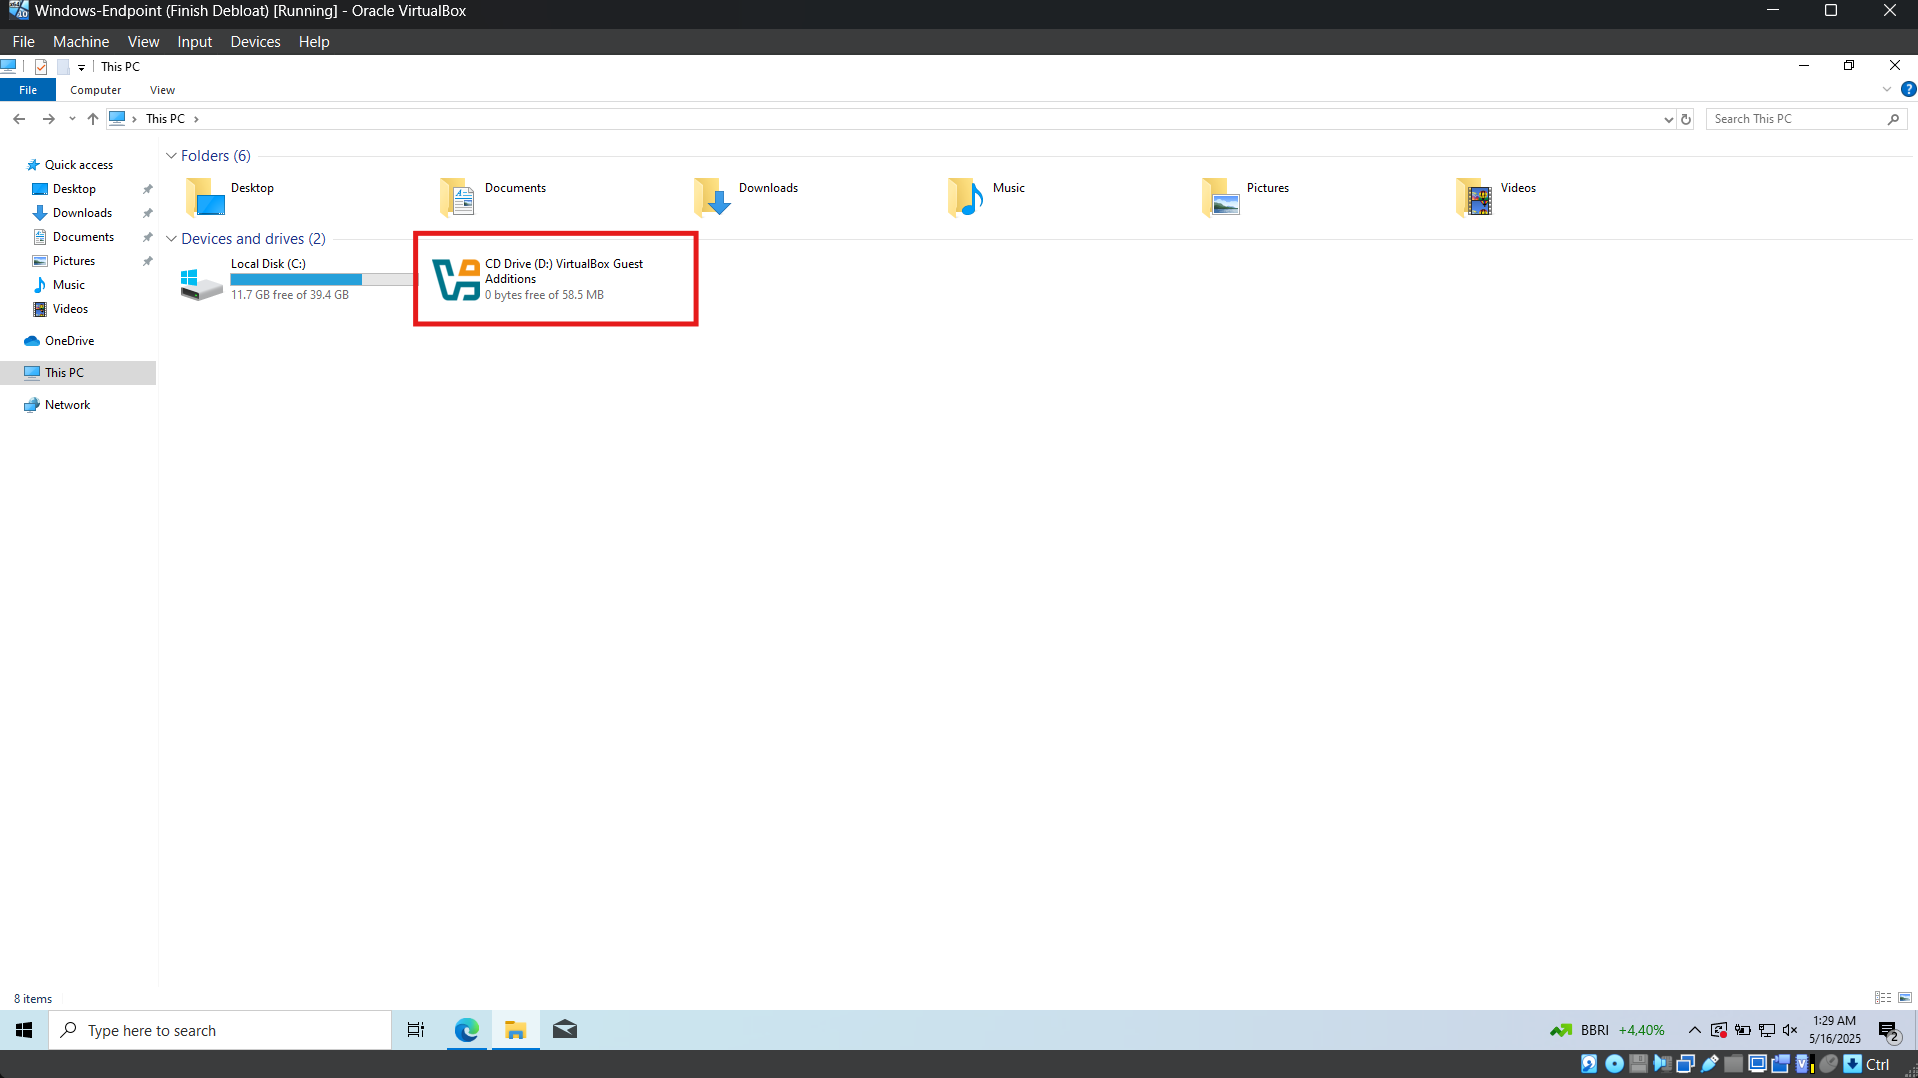 Windows-Endpoint (Finish Debloat) [Running] - Oracle VirtualBox
File Machine View Input Devices Help
This PC
File Computer View
This PC
Search This PC
Quick access
Desktop
Downloads
Documents
Pictures
Music
Videos
OneDrive
This PC
Network
Folders (6)
Desktop
Documents
Downloads
Music
Pictures
Videos
Devices and drives (2)
Local Disk (C:)
11.7 GB free of 39.4 GB
CD Drive (D:) VirtualBox Guest
Additions
0 bytes free of 58.5 MB
8 items
Type here to search
BBRI +4,40%
1:29 AM
5/16/2025
2
Ctrl